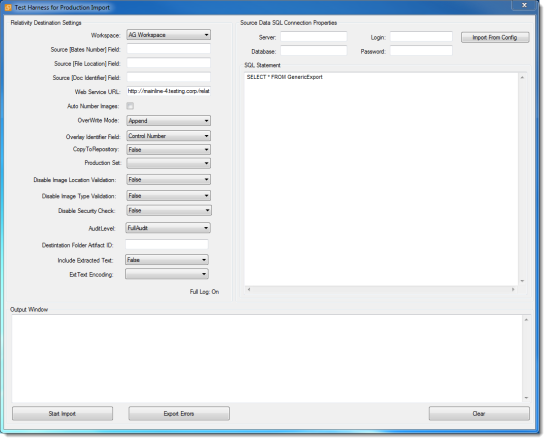 Test Harness for Production Import
Relativity Destination Settings
Workspace: AG Workspace
Source [Bates Number] Field:
Source [File Location] Field:
Source [Doc Identifier] Field:
Web Service URL: http://mainline-4.testing.corp/relat
Auto Number Images:
OverWrite Mode: Append
Overlay Identifier Field: Control Number
CopyToRepository: False
Production Set:
Disable Image Location Validation: False
Disable Image Type Validation: False
Disable Security Check: False
AuditLevel: FullAudit
Destintation Folder Artifact ID:
Include Extracted Text: False
ExtText Encoding:
Full Log: On
Source Data SQL Connection Properties
Server: Login: Import From Config
Database: Password:
SQL Statement
SELECT * FROM GenericExport
Output Window
Start Import Export Errors Clear